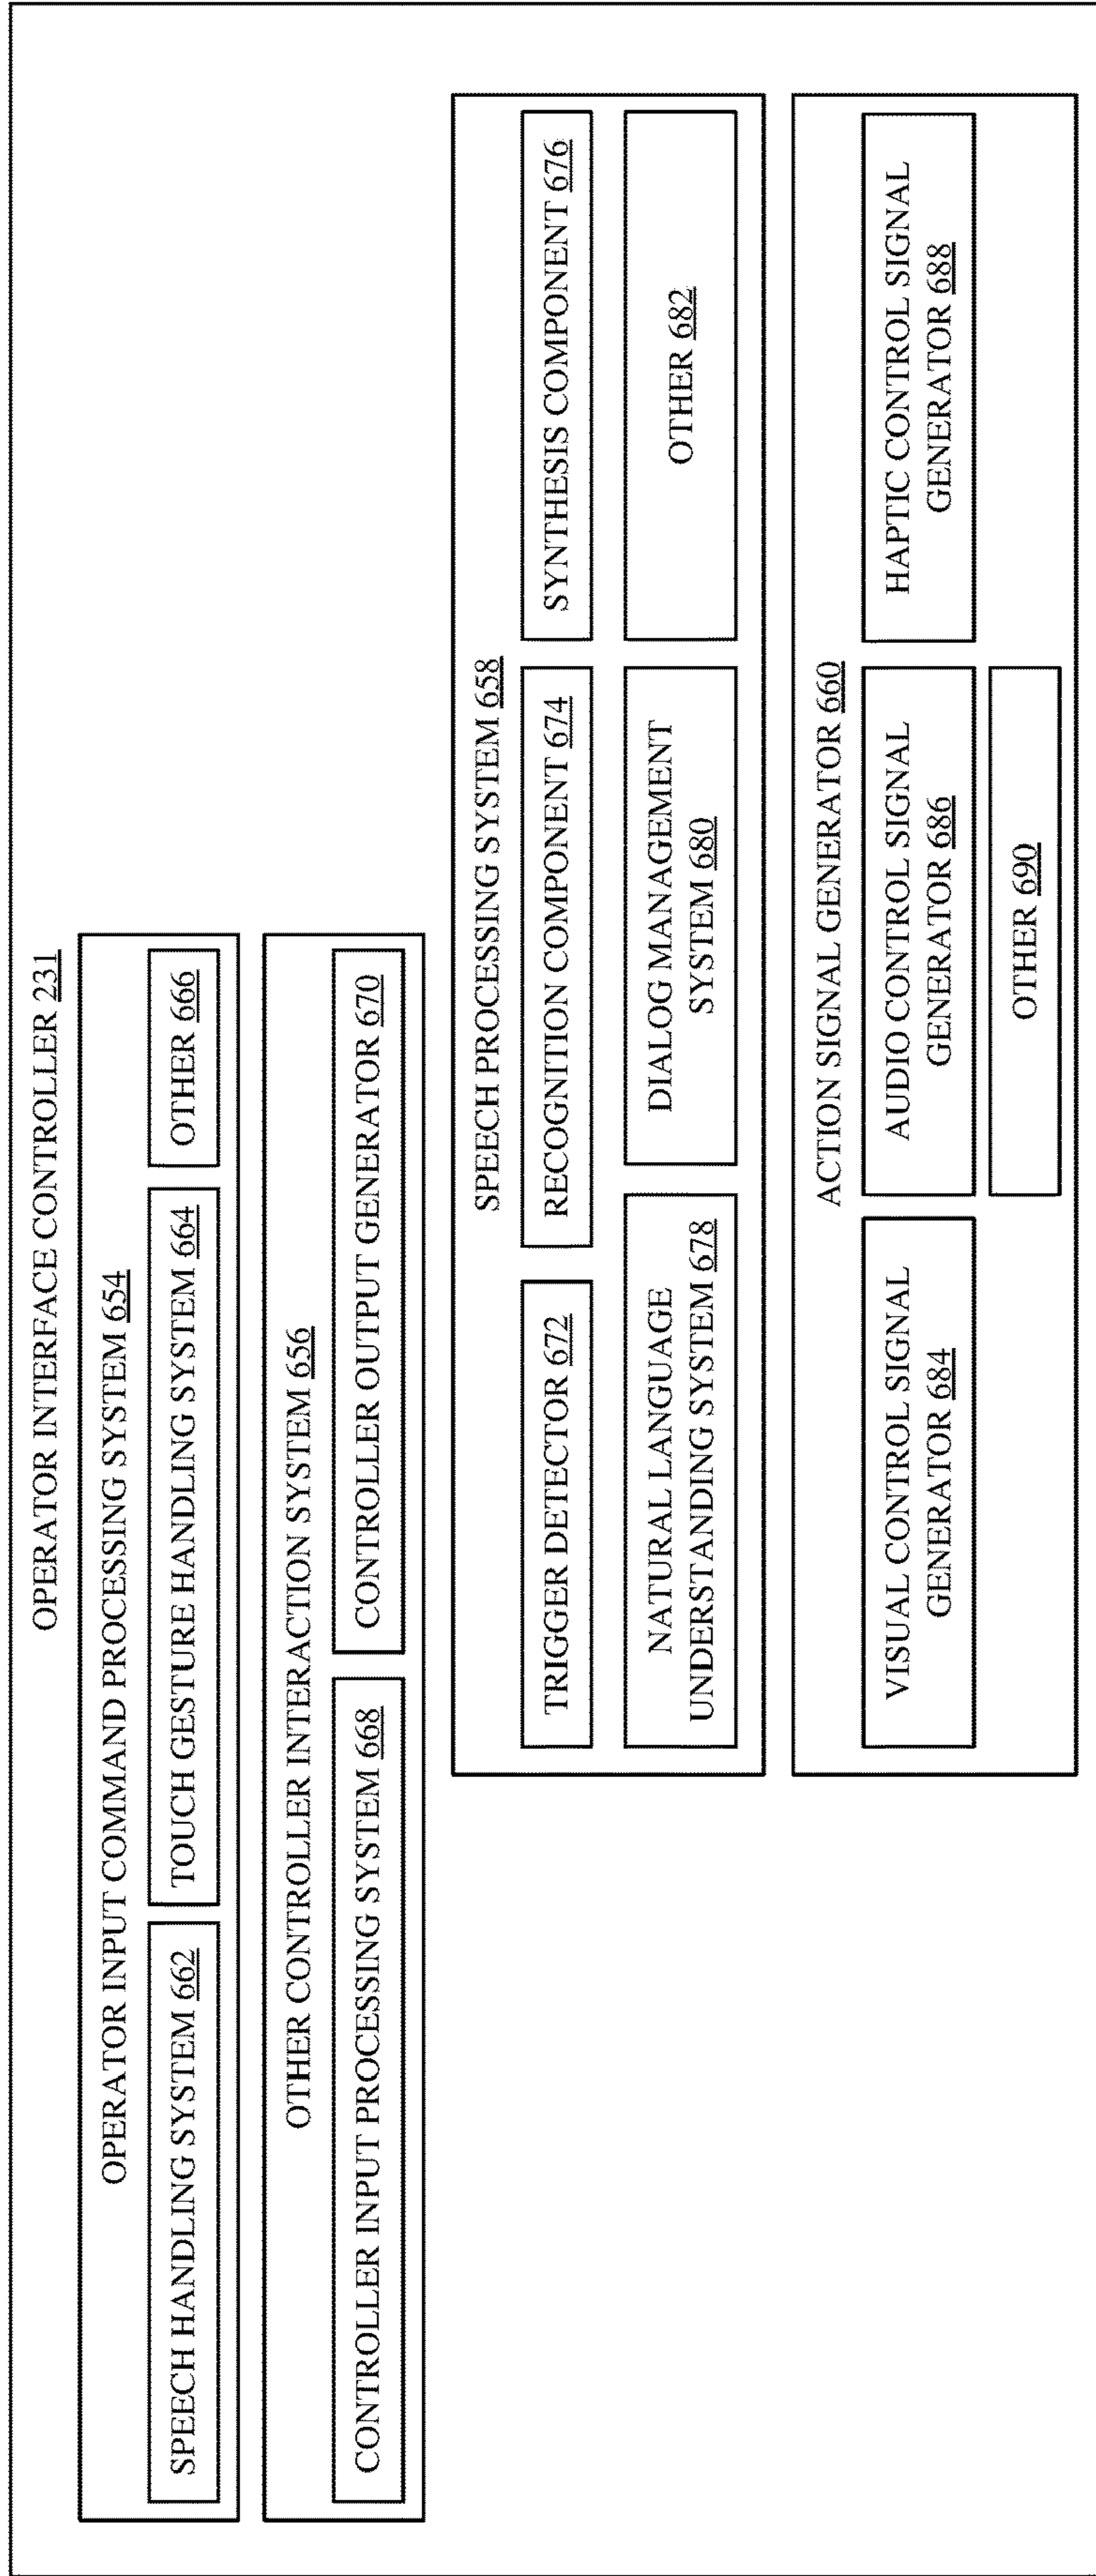 OPERATOR INTERFACE CONTROLLER 231
OPERATOR INPUT COMMAND PROCESSING SYSTEM 654
SPEECH HANDLING SYSTEM 662
TOUCH GESTURE HANDLING SYSTEM 664
OTHER 666
OTHER CONTROLLER INTERACTION SYSTEM 656
CONTROLLER INPUT PROCESSING SYSTEM 668
CONTROLLER OUTPUT GENERATOR 670
SPEECH PROCESSING SYSTEM 658
TRIGGER DETECTOR 672
RECOGNITION COMPONENT 674
SYNTHESIS COMPONENT 676
NATURAL LANGUAGE
UNDERSTANDING SYSTEM 678
DIALOG MANAGEMENT
SYSTEM 680
OTHER 682
ACTION SIGNAL GENERATOR 660
VISUAL CONTROL SIGNAL
GENERATOR 684
AUDIO CONTROL SIGNAL
GENERATOR 686
HAPTIC CONTROL SIGNAL
GENERATOR 688
OTHER 690